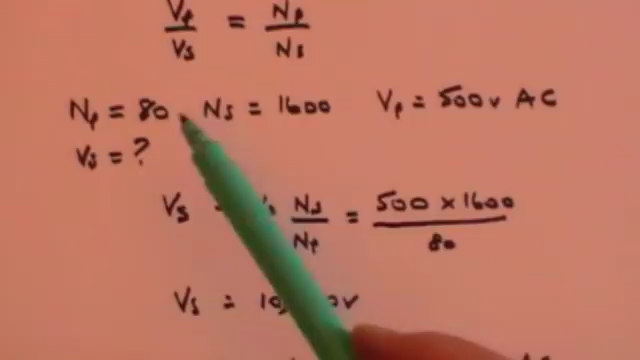 Vp/Vs = Np/Ns
Np = 80 Ns = 1600 Vp = 500v AC
Vs = ?
Vs = Ns/Np = 500 x 1600/80
Vs =